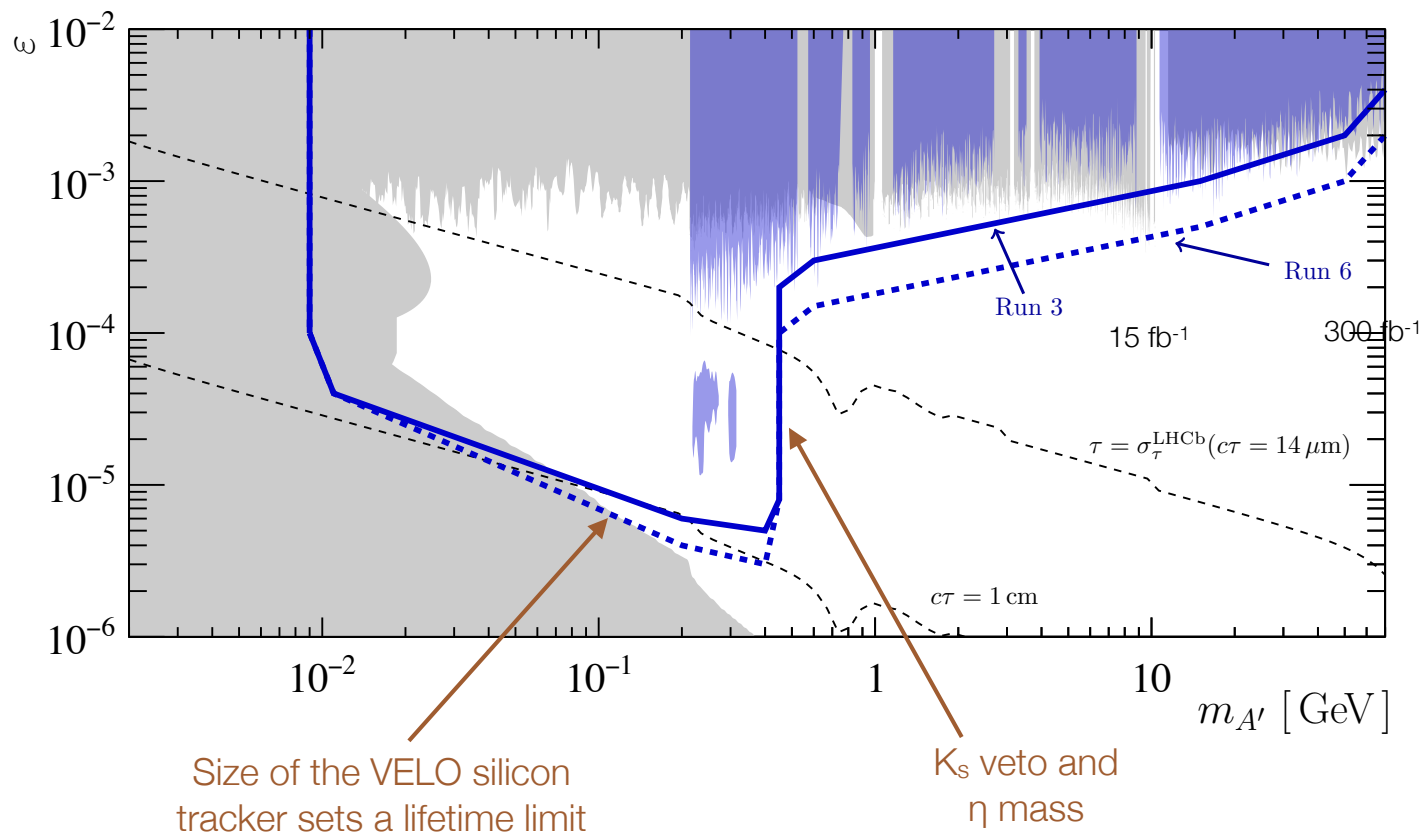 ε
10⁻²
10⁻³
10⁻⁴
10⁻⁵
10⁻⁶
Run 6
Run 3
15 fb⁻¹
300 fb⁻¹
τ = σ_τ^LHCb (cτ = 14 μm)
cτ = 1 cm
10⁻² 10⁻¹ 1 10
m_A′ [ GeV ]
Size of the VELO silicon
tracker sets a lifetime limit
Kₛ veto and
η mass